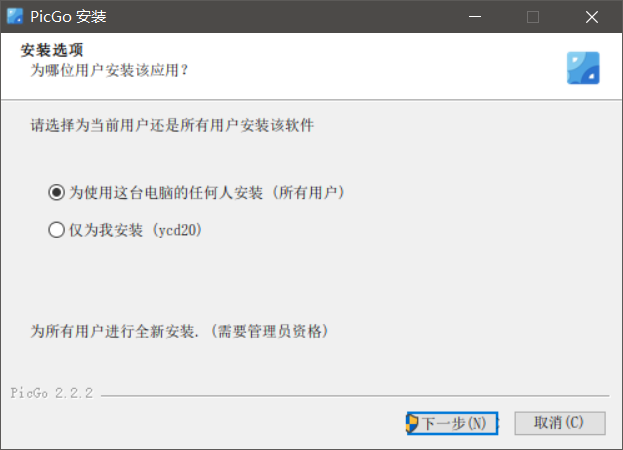 PicGo 安装
安装选项
为哪位用户安装该应用？
请选择为当前用户还是所有用户安装该软件
为使用这台电脑的任何人安装 (所有用户)
仅为我安装 (ycd20)
为所有用户进行全新安装. (需要管理员资格)
PicGo 2.2.2
下一步(N)
取消(C)